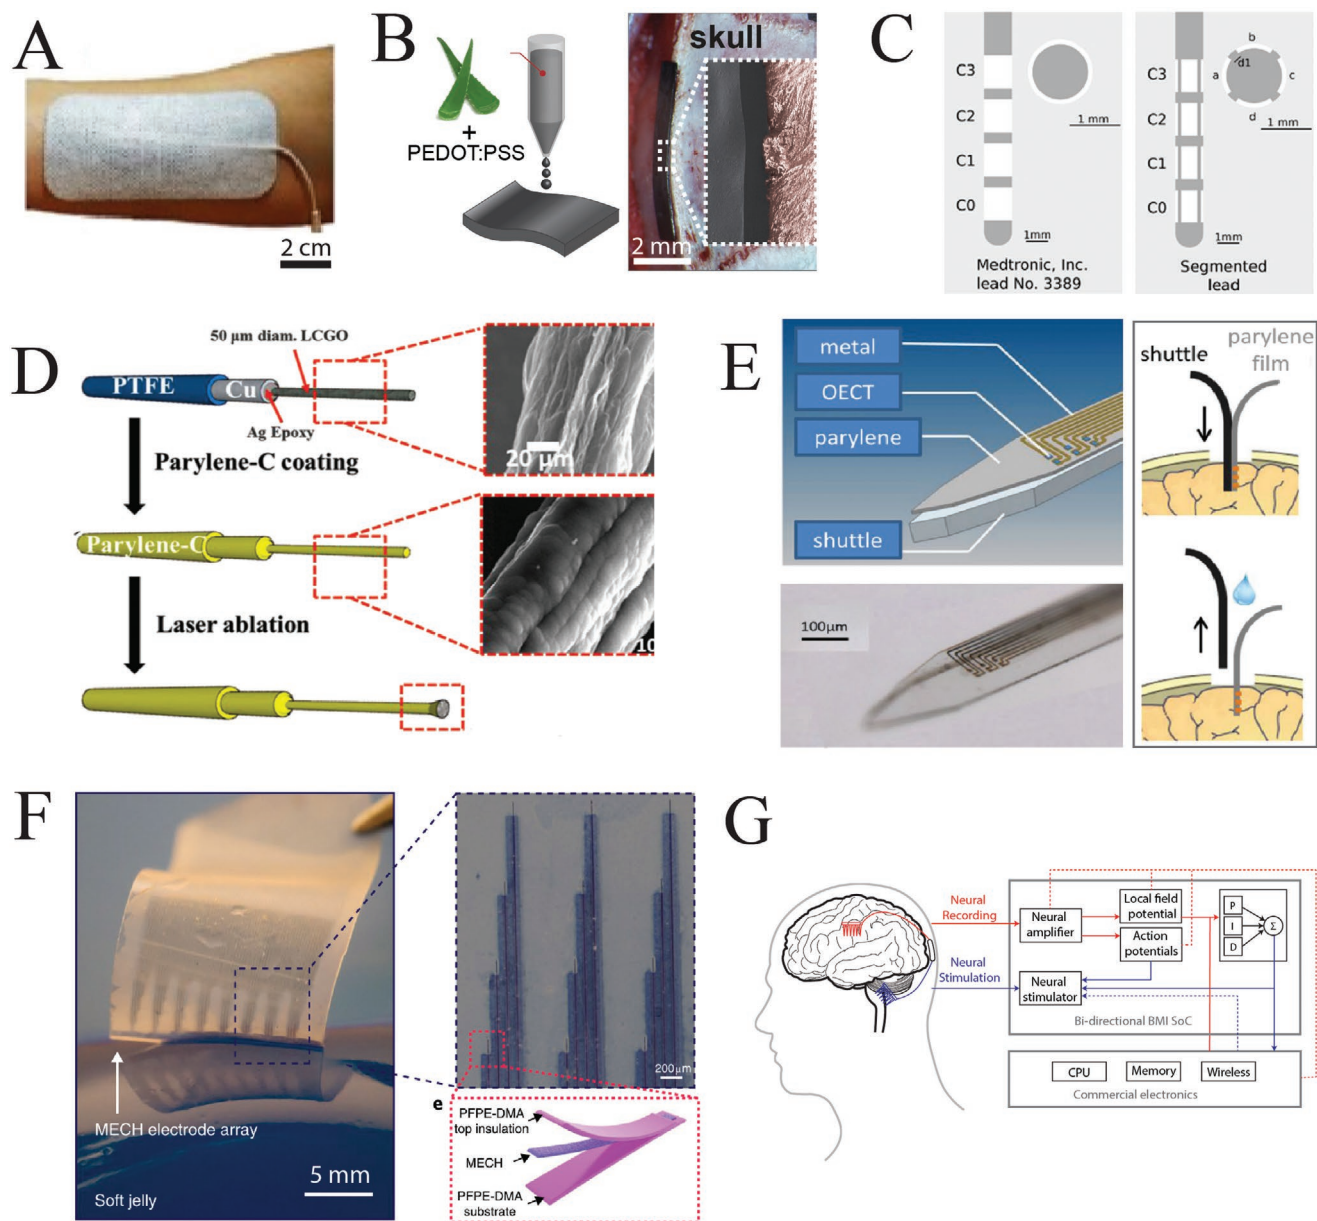 A
2 cm
B
+
PEDOT:PSS
skull
2 mm
C
C3
C2
C1
C0
1 mm
1mm
Medtronic, Inc.
lead No. 3389
C3
C2
C1
C0
b
d1
a
c
d
1 mm
1mm
Segmented
lead
D
50 μm diam. LCGO
PTFE
Cu
Ag Epoxy
20 μm
Parylene-C coating
Parylene-C
10
Laser ablation
E
metal
OECT
parylene
shuttle
100μm
shuttle
parylene
film
F
MECH electrode array
5 mm
Soft jelly
200μm
e
PFPE-DMA
top insulation
MECH
PFPE-DMA
substrate
G
Neural
Recording
Neural
Stimulation
Neural
amplifier
Local field
potential
Action
potentials
P
I
D
Σ
Neural
stimulator
Bi-directional BMI SoC
CPU
Memory
Wireless
Commercial electronics